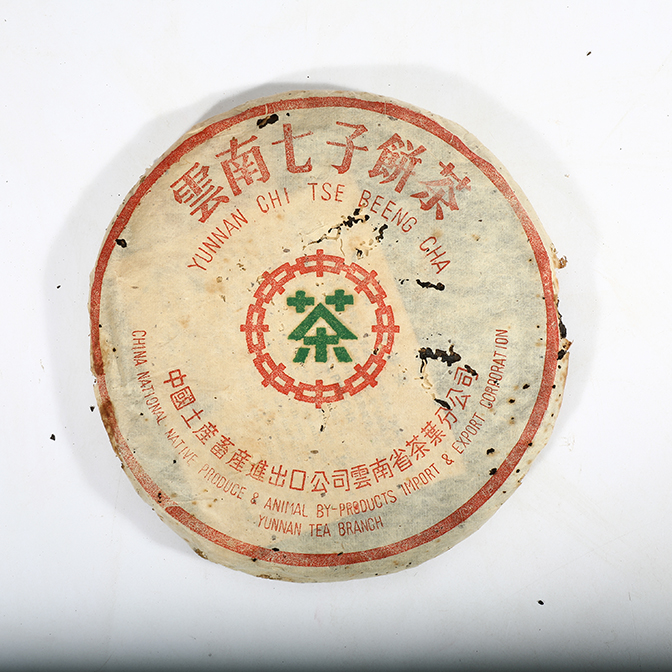 雲南七子餅茶
YUNNAN CHI TSE BEENG CHA
茶
中國土産畜産進出口公司雲南省茶葉分公司
CHINA NATIONAL NATIVE PRODUCE & ANIMAL BY-PRODUCTS IMPORT & EXPORT CORPORATION
YUNNAN TEA BRANCH